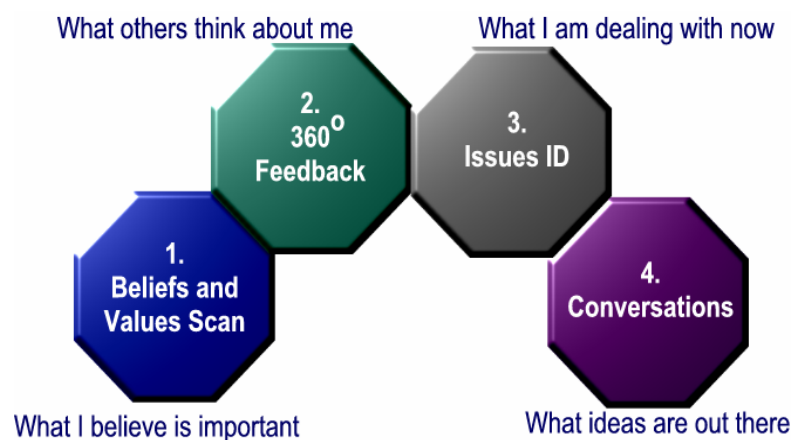 What others think about me
What I am dealing with now
2.
360°
Feedback
3.
Issues ID
1.
Beliefs and
Values Scan
4.
Conversations
What I believe is important
What ideas are out there